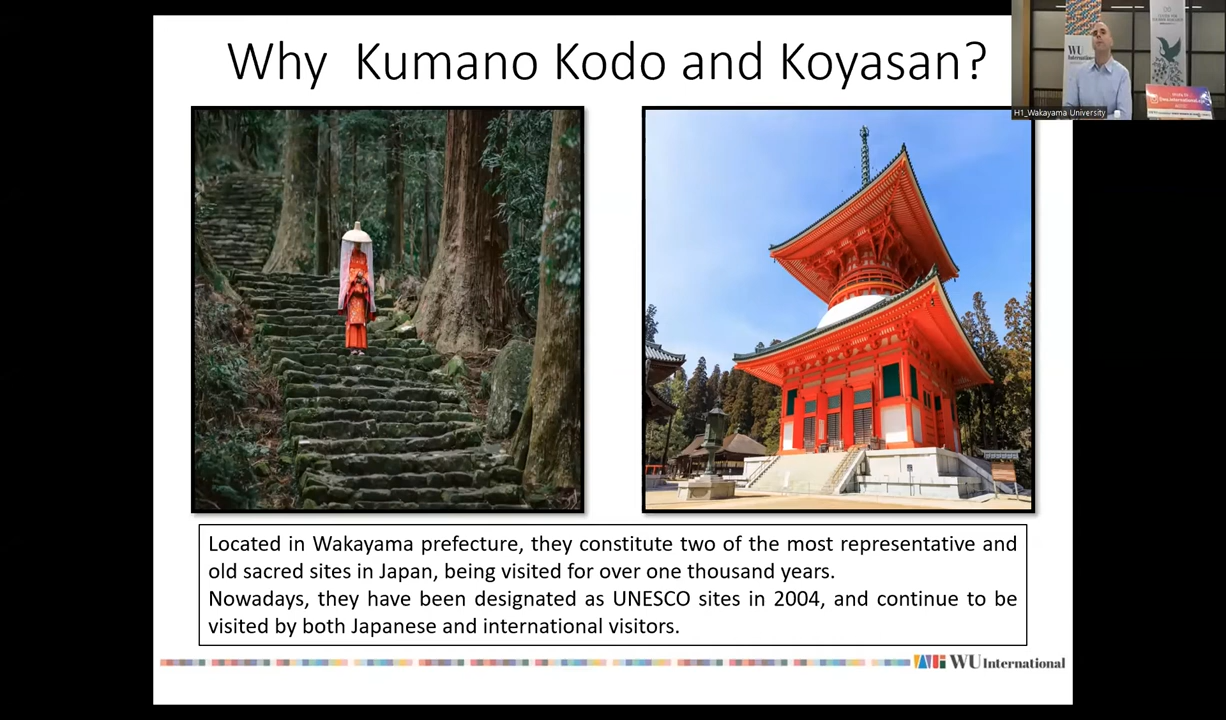 Why Kumano Kodo and Koyasan?
WU
International
H1_Wakayama University
Located in Wakayama prefecture, they constitute two of the most representative and
old sacred sites in Japan, being visited for over one thousand years.
Nowadays, they have been designated as UNESCO sites in 2004, and continue to be
visited by both Japanese and international visitors.
WU International